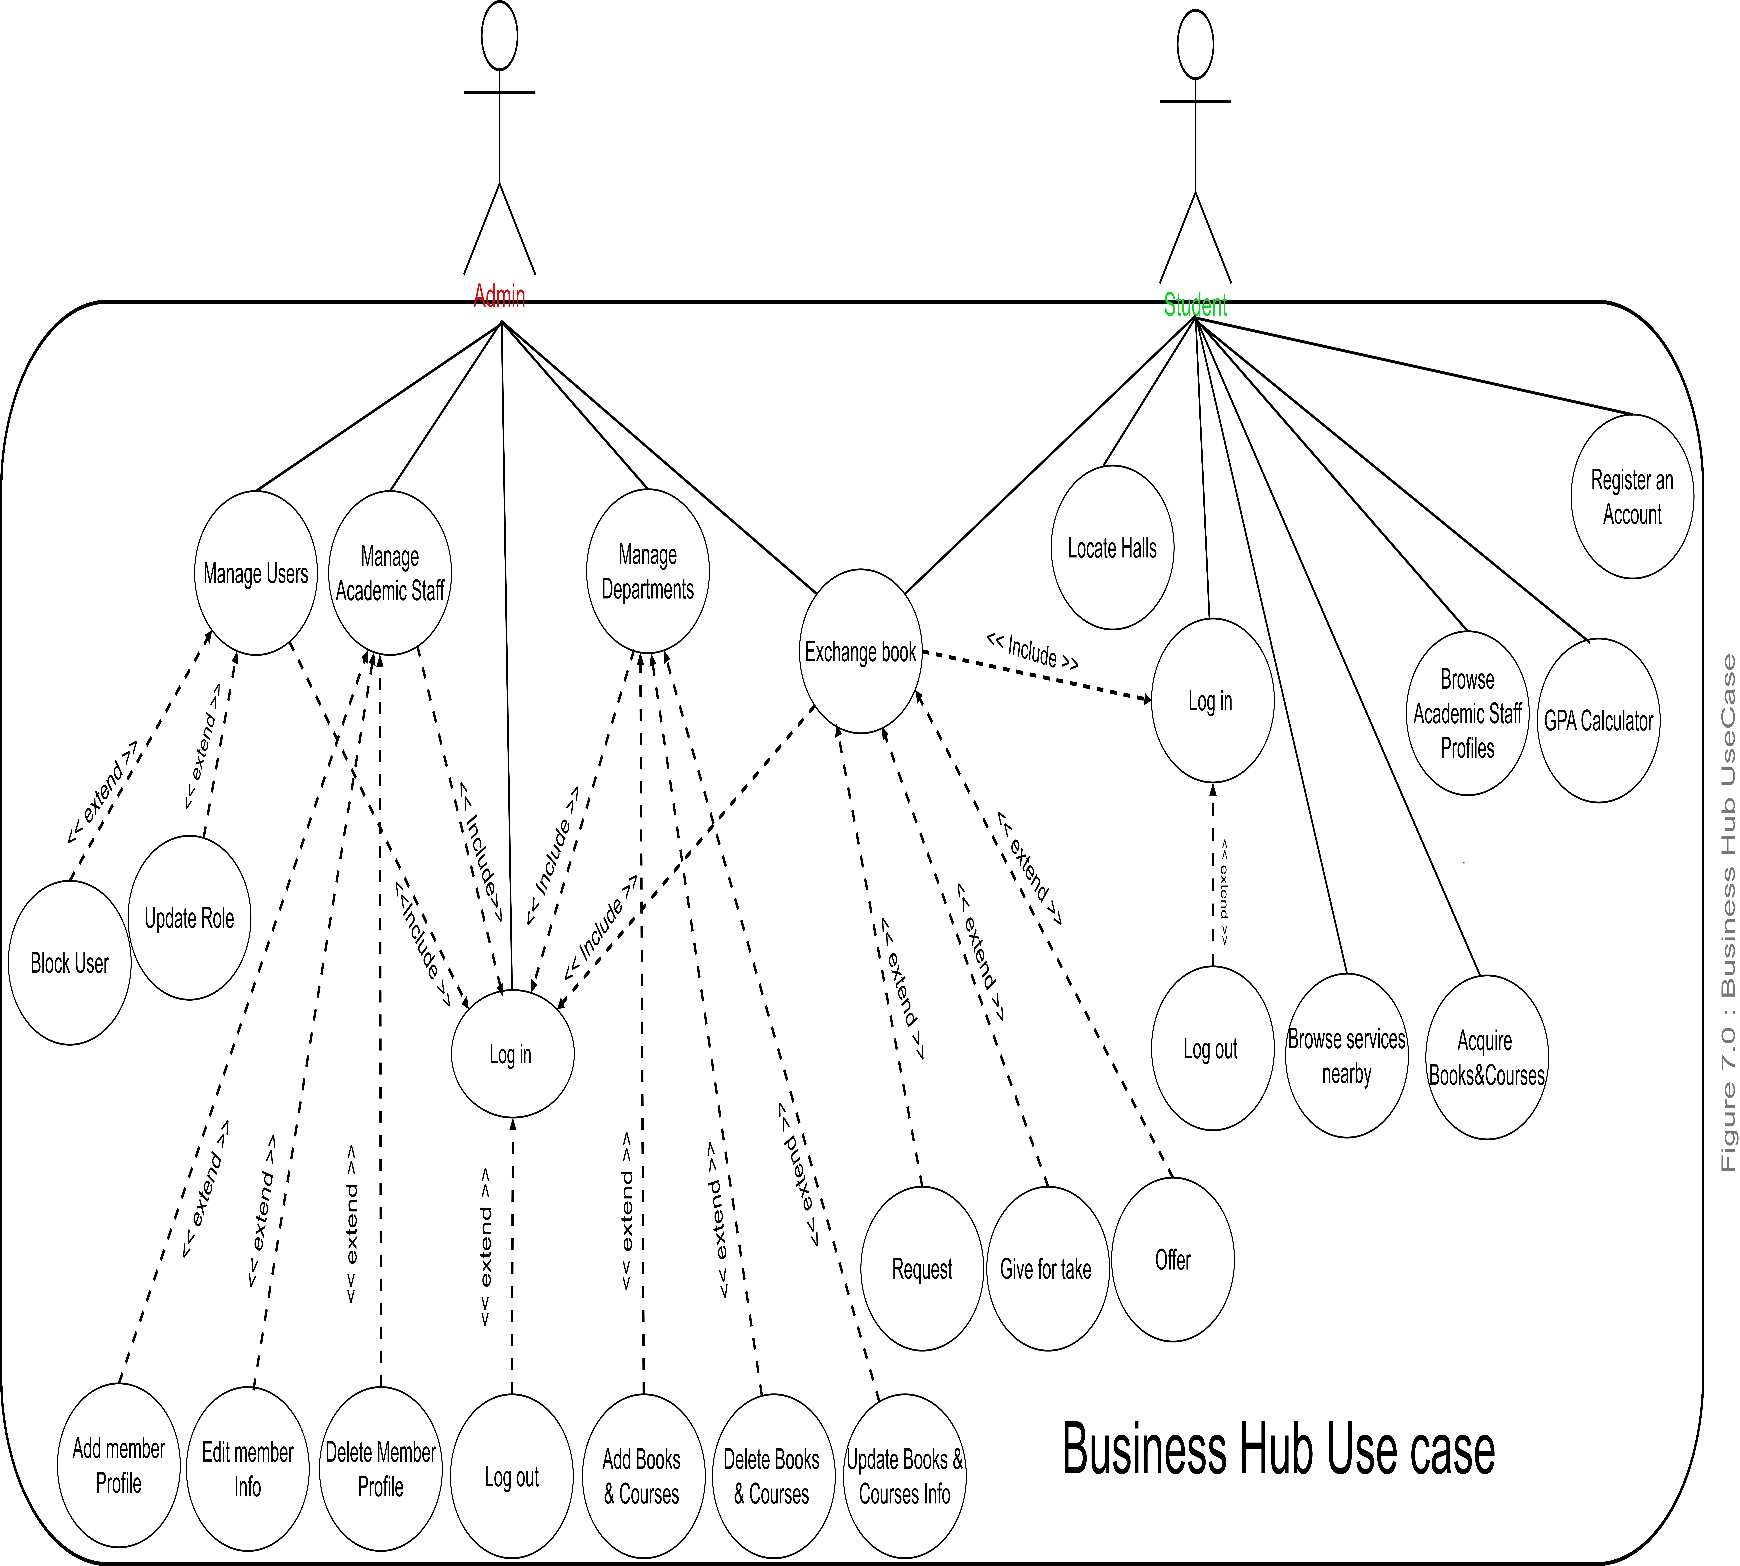 Admin
Student
Register an
Account
Manage Users
Manage
Academic Staff
Manage
Departments
Locate Halls
Exchange book
<< Include >>
Log in
Browse
Academic Staff
Profiles
GPA Calculator
<< extend >>
<< extend >>
<< Include>>
<< Include >>
<<Include >>
<< Include >>
<< extend >>
<< extend >>
<< extend >>
<< extend >>
Update Role
Block User
Log in
Log out
Browse services
nearby
Acquire
Books&Courses
<< extend >>
<< extend >>
<< extend >>
<< extend >>
<< extend >>
<< extend >>
<< extend >>
Request
Give for take
Offer
Add member
Profile
Edit member
Info
Delete Member
Profile
Log out
Add Books
& Courses
Delete Books
& Courses
Update Books &
Courses Info
Business Hub Use case
Figure 7.0 : Business Hub UseCase